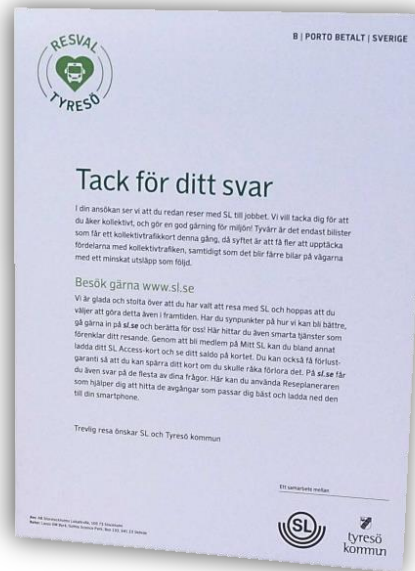 RESVAL
TYRESÖ
B | PORTO BETALT | SVERIGE
Tack för ditt svar
I din ansökan ser vi att du redan reser med SL till jobbet. Vi vill tacka dig för att
du åker kollektivt, och gör en god gärning för miljön! Tyvärr är det endast bilister
som får ett kollektivtrafikkort denna gång, då syftet är att få fler att upptäcka
fördelarna med kollektivtrafiken, samtidigt som det blir färre bilar på vägarna
med ett minskat utsläpp som följd.
Besök gärna www.sl.se
Vi är glada och stolta över att du har valt att resa med SL och hoppas att du
väljer att göra detta även i framtiden. Har du synpunkter på hur vi kan bli bättre,
gå gärna in på sl.se och berätta för oss! Här hittar du även smarta tjänster som
förenklar ditt resande. Genom att bli medlem på Mitt SL kan du bland annat
ladda ditt SL Access-kort och se ditt saldo på kortet. Du kan också få förlust-
garanti så att du kan spärra ditt kort om du skulle råka förlora det. På sl.se får
du även svar på de flesta av dina frågor. Här kan du använda Reseplaneraren
som hjälper dig att hitta de avgångar som passar dig bäst och ladda ned den
till din smartphone.
Trevlig resa önskar SL och Tyresö kommun
Ett samarbete mellan
SL
tyresö
kommun